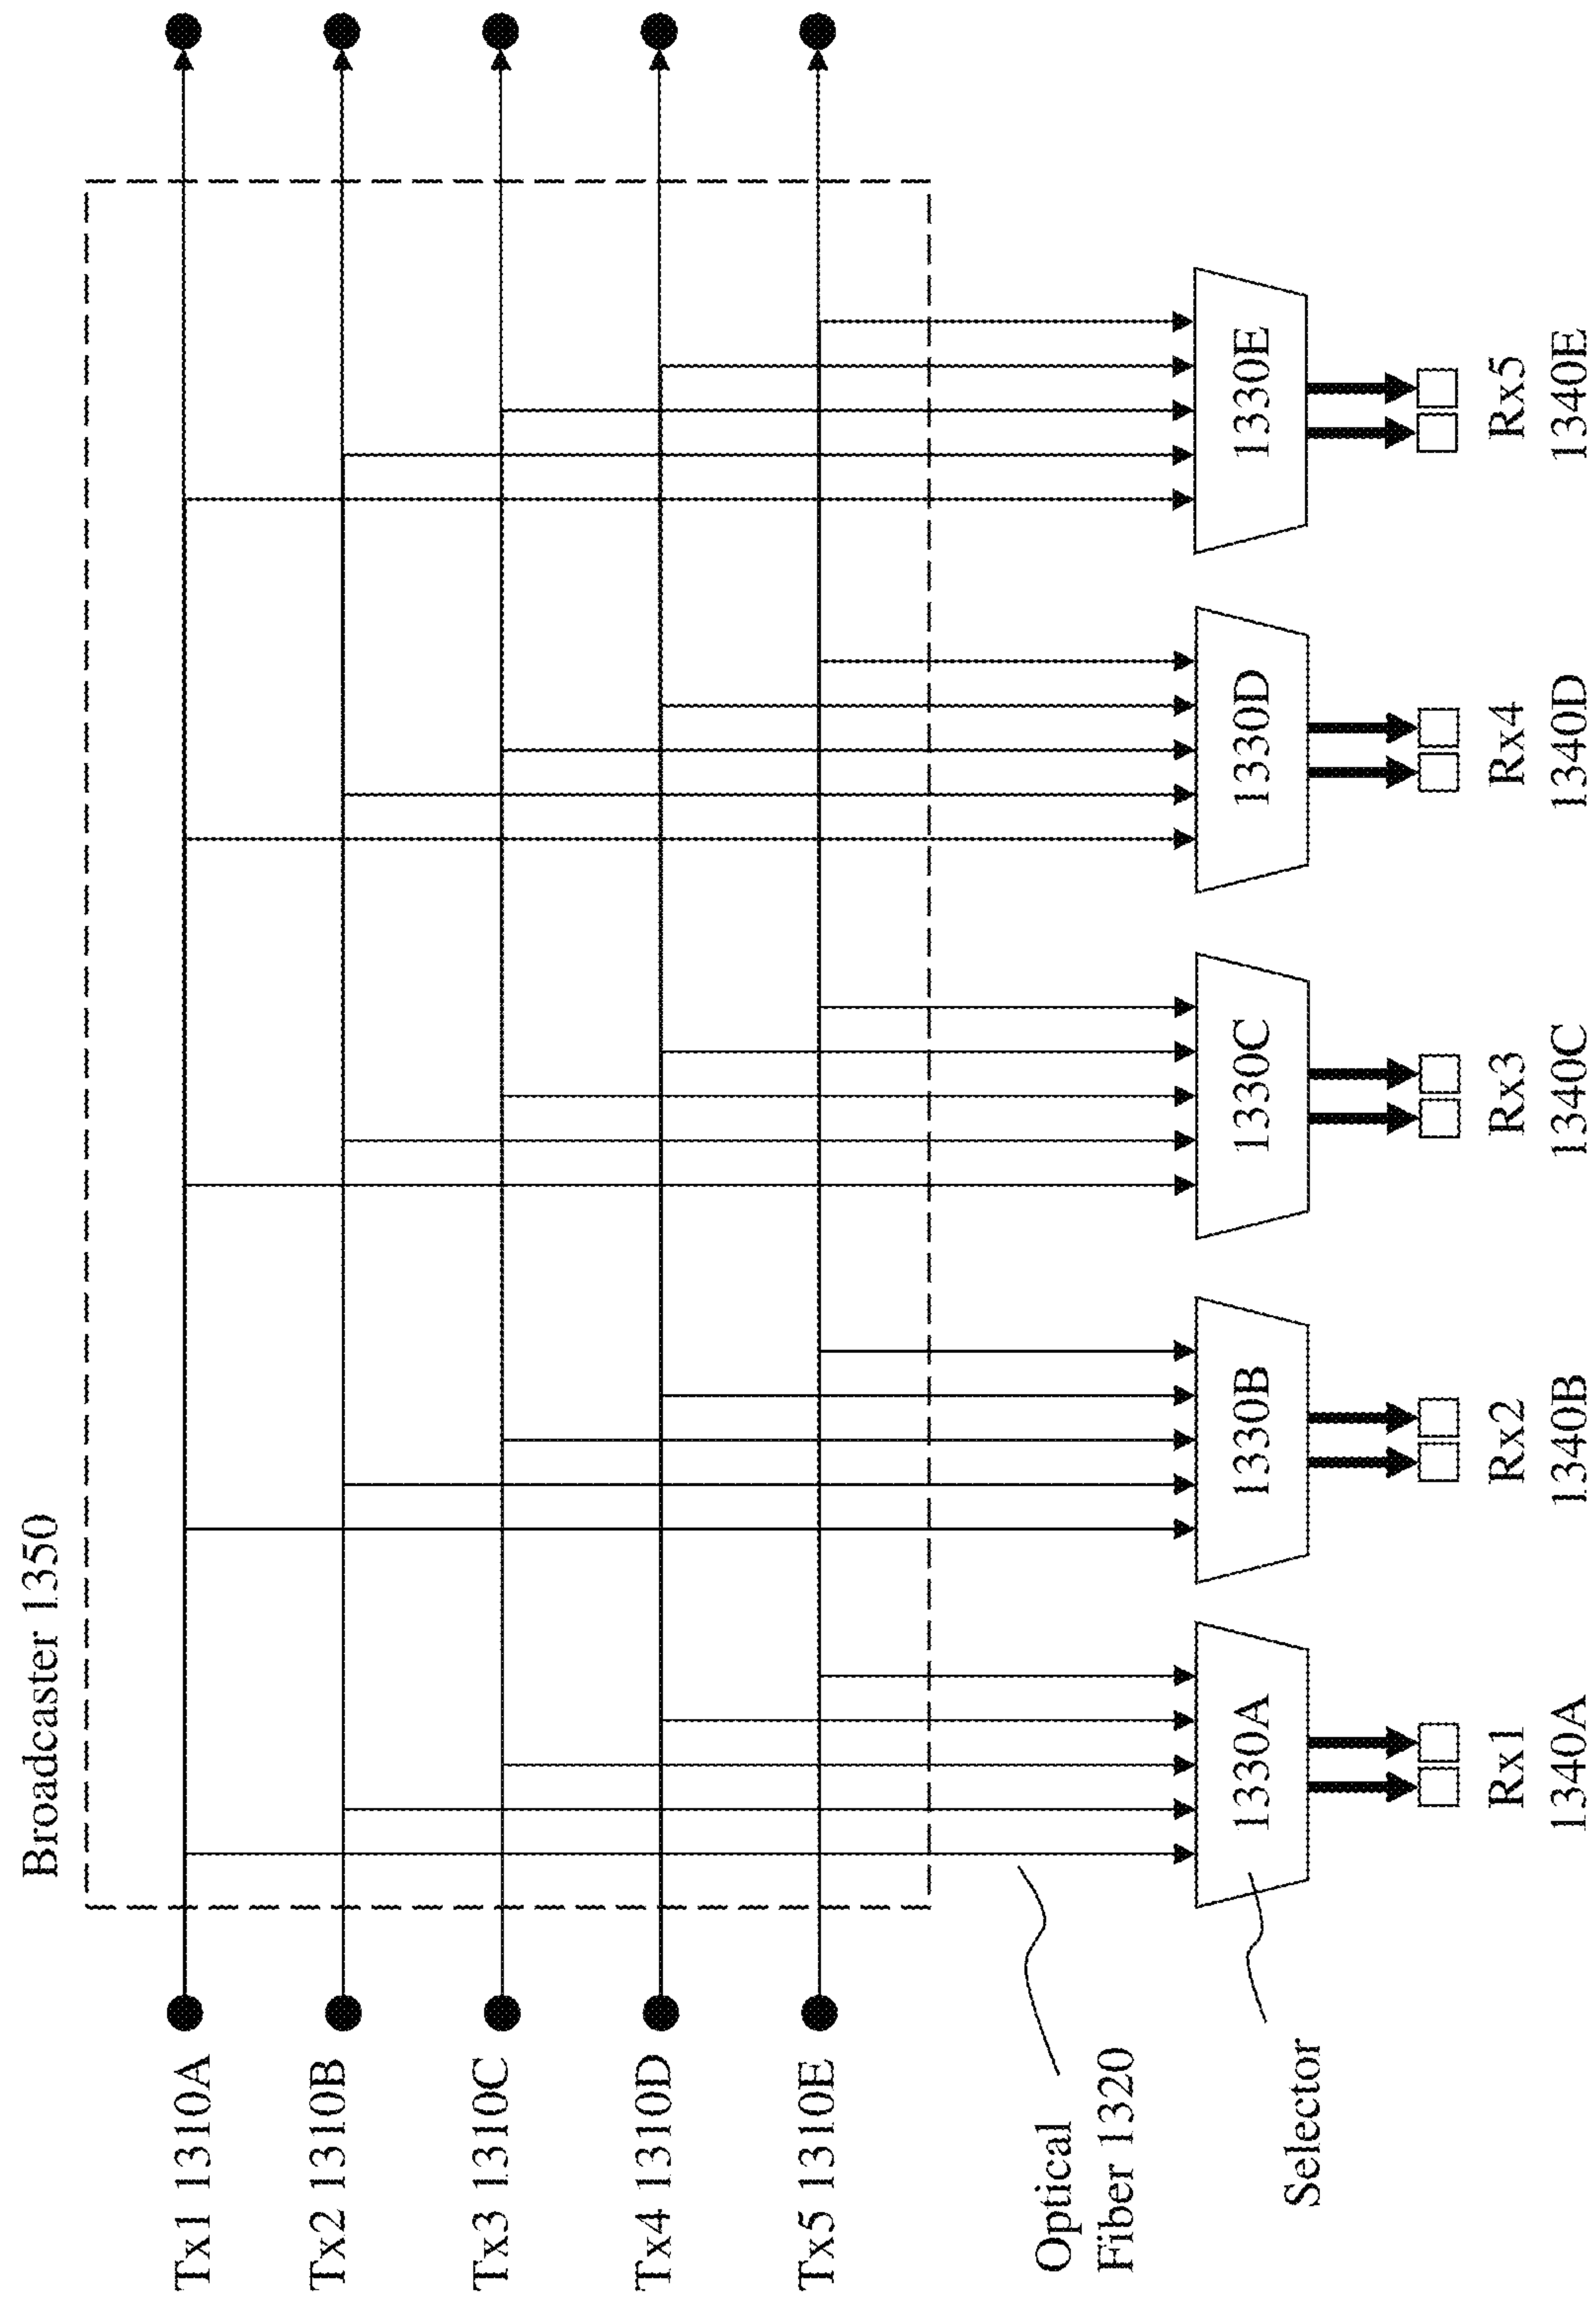 Broadcaster 1350
Tx1 1310A
Tx2 1310B
Tx3 1310C
Tx4 1310D
Tx5 1310E
Optical
Fiber 1320
Selector
1330A
1330B
1330C
1330D
1330E
Rx1
1340A
Rx2
1340B
Rx3
1340C
Rx4
1340D
Rx5
1340E